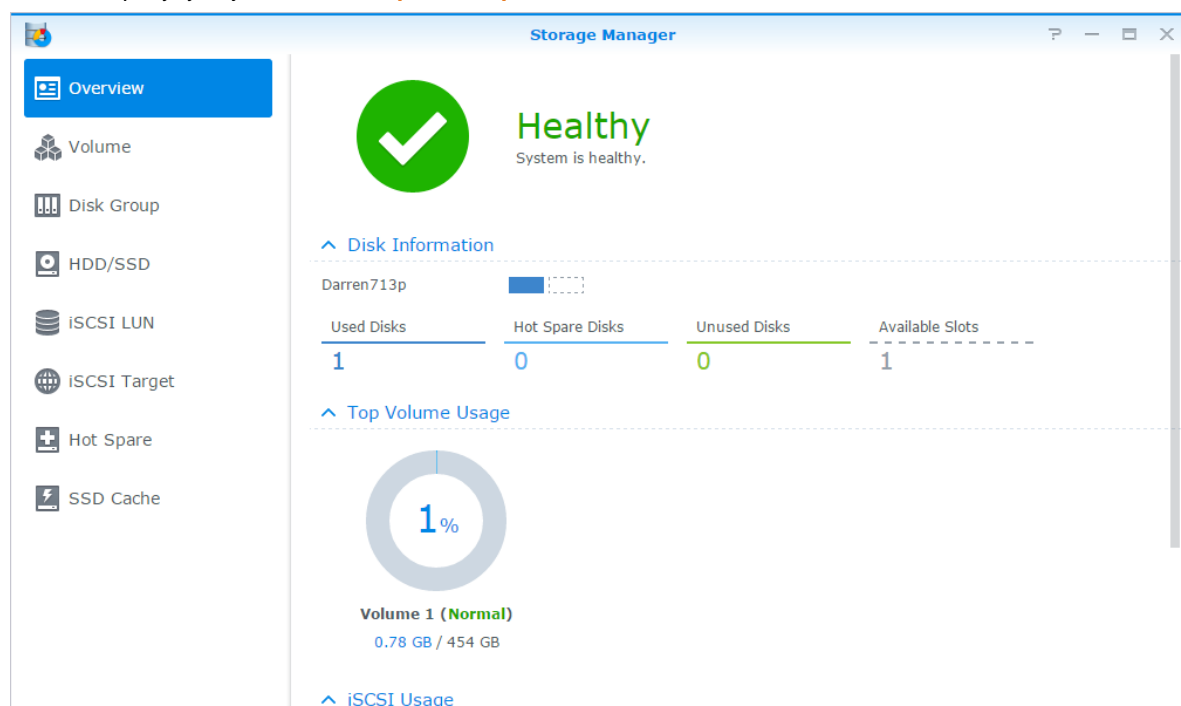 Storage Manager
Overview
Volume
Disk Group
HDD/SSD
iSCSI LUN
iSCSI Target
Hot Spare
SSD Cache
Healthy
System is healthy.
Disk Information
Darren713p
Used Disks Hot Spare Disks Unused Disks Available Slots
1 0 0 1
Top Volume Usage
1%
Volume 1 (Normal)
0.78 GB / 454 GB
iSCSI Usage